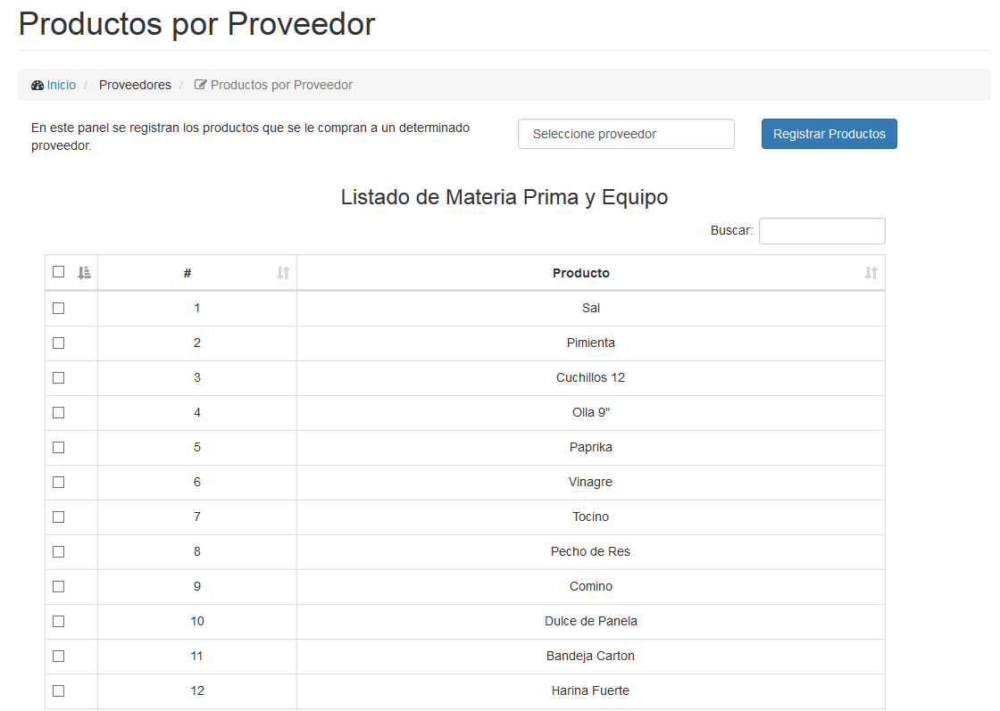 Productos por Proveedor
Inicio / Proveedores / Productos por Proveedor
En este panel se registran los productos que se le compran a un determinado
proveedor.
Seleccione proveedor
Registrar Productos
Listado de Materia Prima y Equipo
Buscar:
# Producto
1 Sal
2 Pimienta
3 Cuchillos 12
4 Olla 9"
5 Paprika
6 Vinagre
7 Tocino
8 Pecho de Res
9 Comino
10 Dulce de Panela
11 Bandeja Carton
12 Harina Fuerte